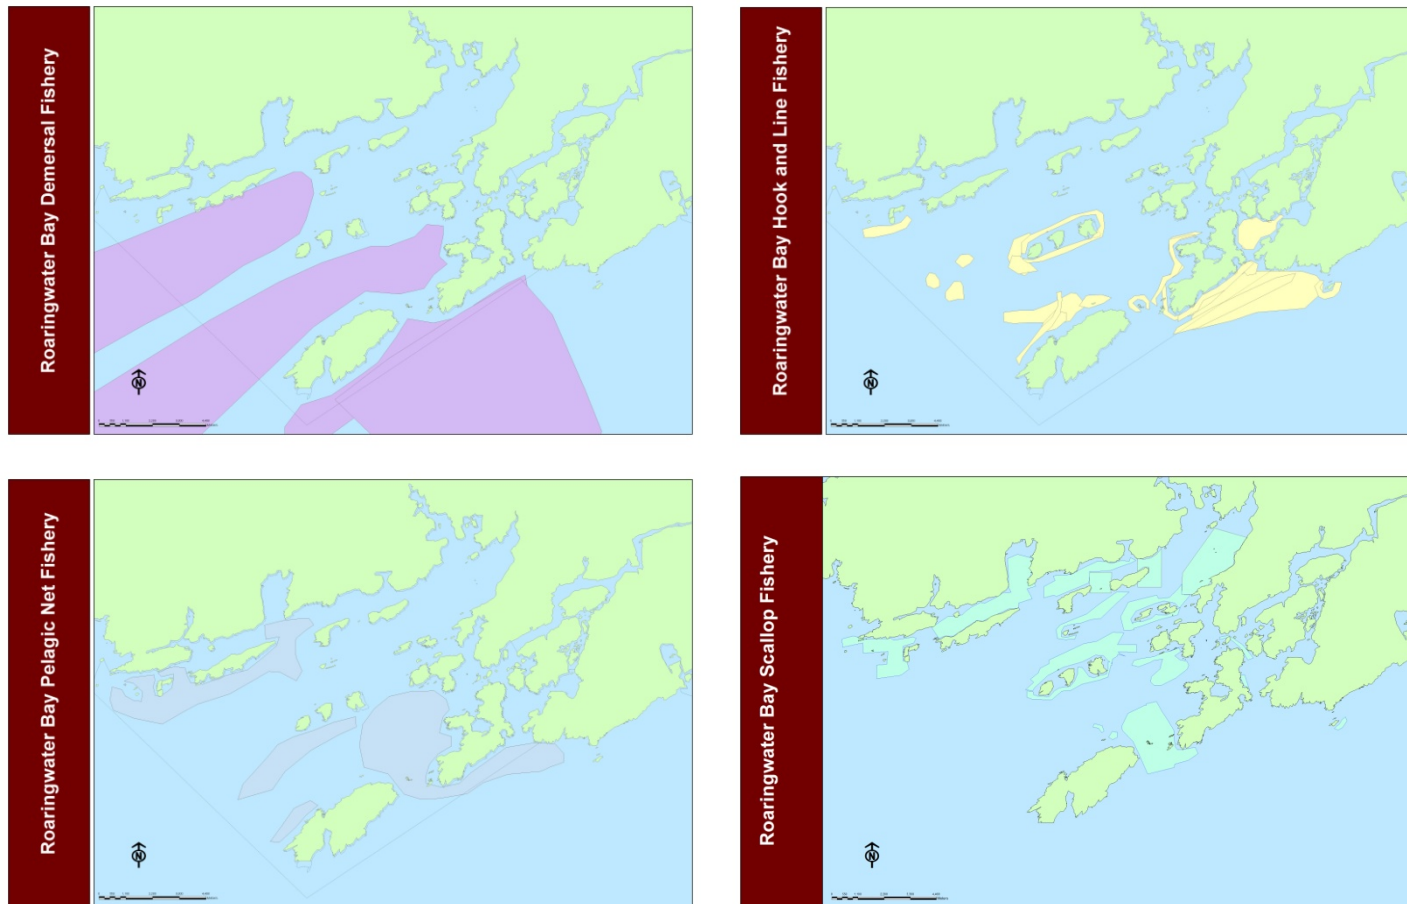 Roaringwater Bay Demersal Fishery
Roaringwater Bay Hook and Line Fishery
N
N
Roaringwater Bay Pelagic Net Fishery
Roaringwater Bay Scallop Fishery
N
N